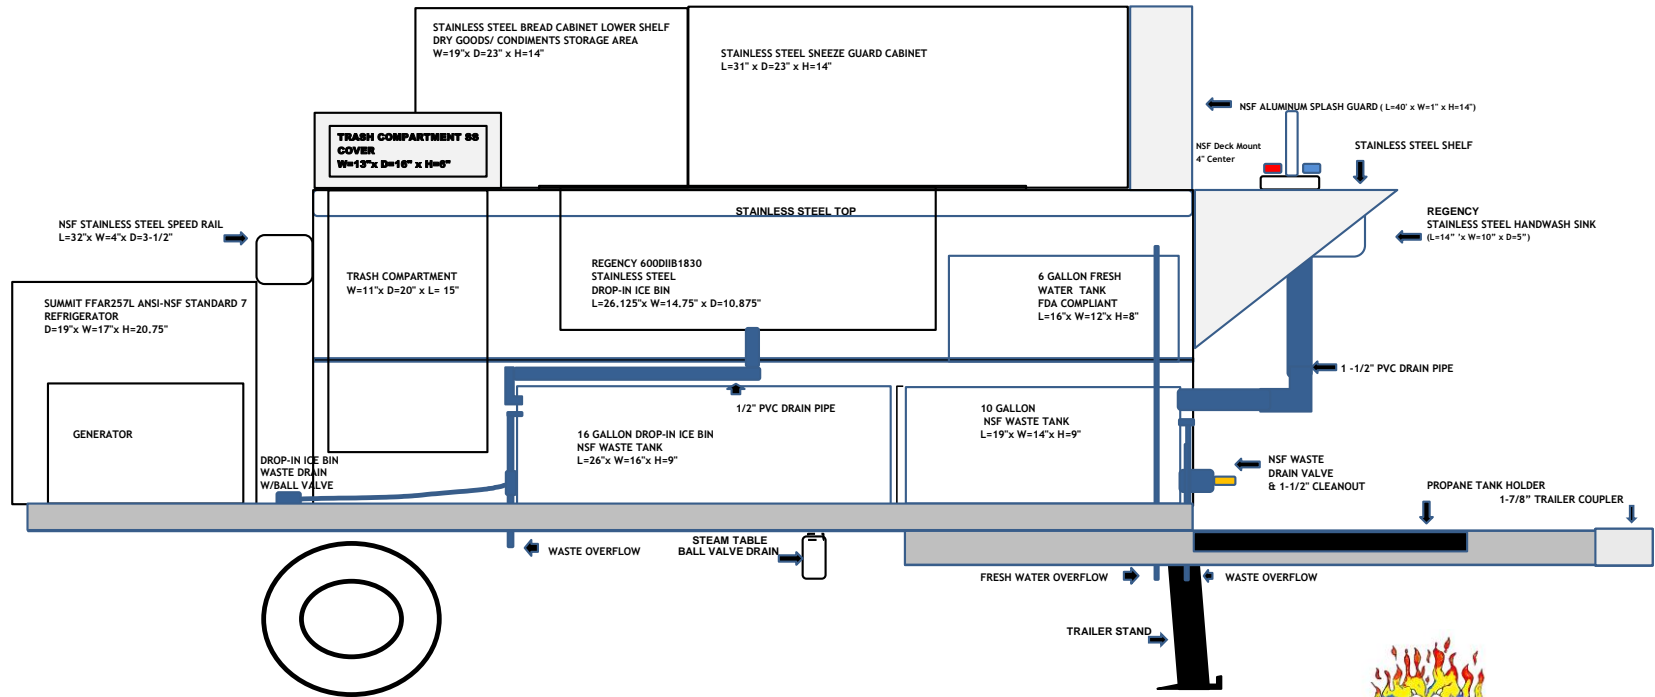 STAINLESS STEEL BREAD CABINET LOWER SHELF
DRY GOODS/ CONDIMENTS STORAGE AREA
W=19"x D=23" x H=14"
STAINLESS STEEL SNEEZE GUARD CABINET
L=31" x D=23" x H=14"
NSF ALUMINUM SPLASH GUARD ( L=40' x W=1" x H=14")
TRASH COMPARTMENT SS
COVER
W=13"x D=16" x H=6"
NSF Deck Mount
4" Center
STAINLESS STEEL SHELF
NSF STAINLESS STEEL SPEED RAIL
L=32"x W=4"x D=3-1/2"
STAINLESS STEEL TOP
REGENCY
STAINLESS STEEL HANDWASH SINK
(L=14" 'x W=10" x D=5")
TRASH COMPARTMENT
W=11"x D=20" x L= 15"
REGENCY 600DIIB1830
STAINLESS STEEL
DROP-IN ICE BIN
L=26.125"x W=14.75" x D=10.875"
6 GALLON FRESH
WATER TANK
FDA COMPLIANT
L=16"x W=12"x H=8"
SUMMIT FFAR257L ANSI-NSF STANDARD 7
REFRIGERATOR
D=19"x W=17"x H=20.75"
1 -1/2" PVC DRAIN PIPE
1/2" PVC DRAIN PIPE
GENERATOR
16 GALLON DROP-IN ICE BIN
NSF WASTE TANK
L=26"x W=16"x H=9"
10 GALLON
NSF WASTE TANK
L=19"x W=14"x H=9"
DROP-IN ICE BIN
WASTE DRAIN
W/BALL VALVE
NSF WASTE
DRAIN VALVE
& 1-1/2" CLEANOUT
PROPANE TANK HOLDER
1-7/8" TRAILER COUPLER
WASTE OVERFLOW
STEAM TABLE
BALL VALVE DRAIN
FRESH WATER OVERFLOW
WASTE OVERFLOW
TRAILER STAND